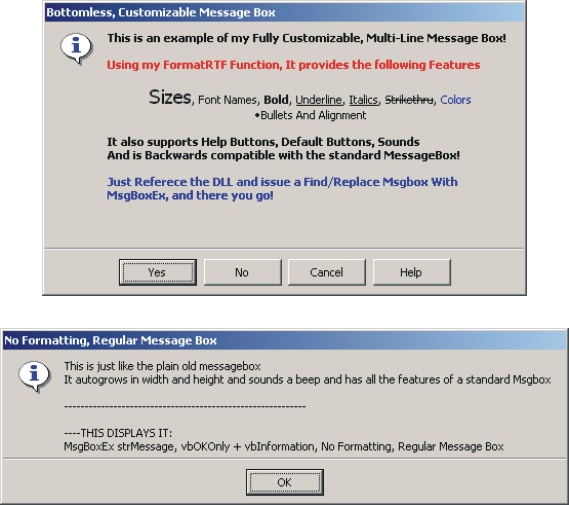 Bottomless, Customizable Message Box
This is an example of my Fully Customizable, Multi-Line Message Box!
Using my FormatRTF Function, It provides the following Features
Sizes, Font Names, Bold, Underline, Italics, Strikethru, Colors
•Bullets And Alignment
It also supports Help Buttons, Default Buttons, Sounds
And is Backwards compatible with the standard MessageBox!
Just Referece the DLL and issue a Find/Replace Msgbox With
MsgBoxEx, and there you go!
Yes No Cancel Help
No Formatting, Regular Message Box
This is just like the plain old messagebox
It autogrows in width and height and sounds a beep and has all the features of a standard Msgbox
------------------------------------------------------------
----THIS DISPLAYS IT:
MsgBoxEx strMessage, vbOKOnly + vbInformation, No Formatting, Regular Message Box
OK